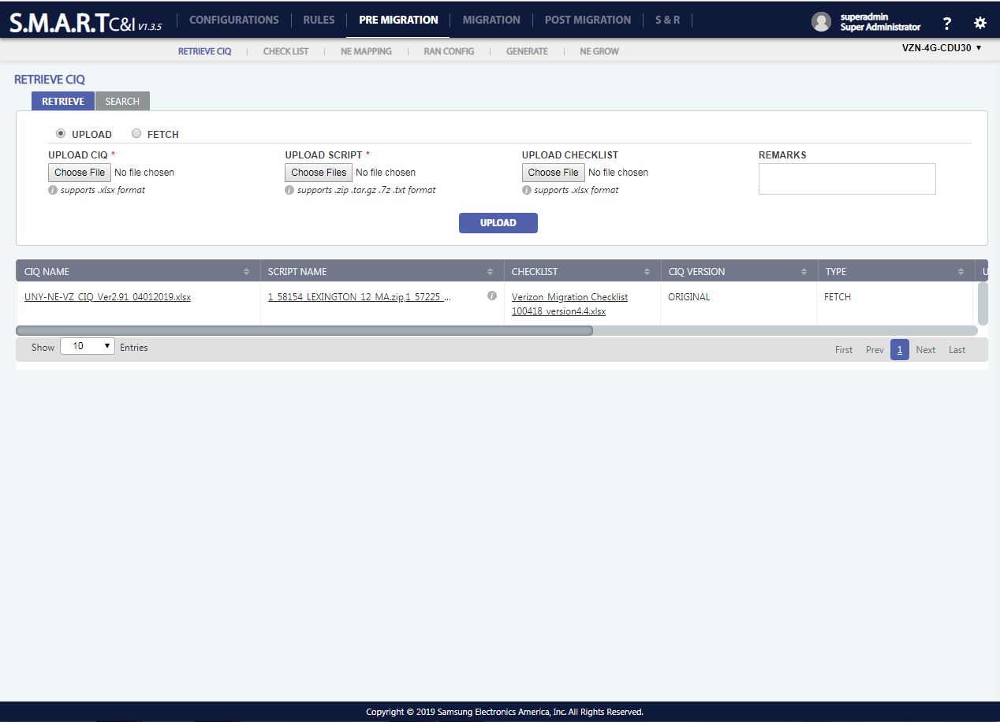 S.M.A.R.T C&I V1.3.5
CONFIGURATIONS RULES PRE MIGRATION MIGRATION POST MIGRATION S & R
superadmin
Super Administrator
?
RETRIEVE CIQ CHECK LIST NE MAPPING RAN CONFIG GENERATE NE GROW
VZN-4G-CDU30
RETRIEVE CIQ
RETRIEVE SEARCH
UPLOAD FETCH
UPLOAD CIQ * UPLOAD SCRIPT * UPLOAD CHECKLIST REMARKS
Choose File No file chosen Choose Files No file chosen Choose File No file chosen
i supports .xlsx format i supports .zip .tar.gz .7z .txt format i supports .xlsx format
UPLOAD
CIQ NAME SCRIPT NAME CHECKLIST CIQ VERSION TYPE U
UNY-NE-VZ_CIQ_Ver2.91_04012019.xlsx 1_58154_LEXINGTON_12_MA.zip,1_57225_... i Verizon_Migration Checklist ORIGINAL FETCH
100418_version4.4.xlsx
Show 10 Entries
First Prev 1 Next Last
Copyright © 2019 Samsung Electronics America, Inc. All Rights Reserved.